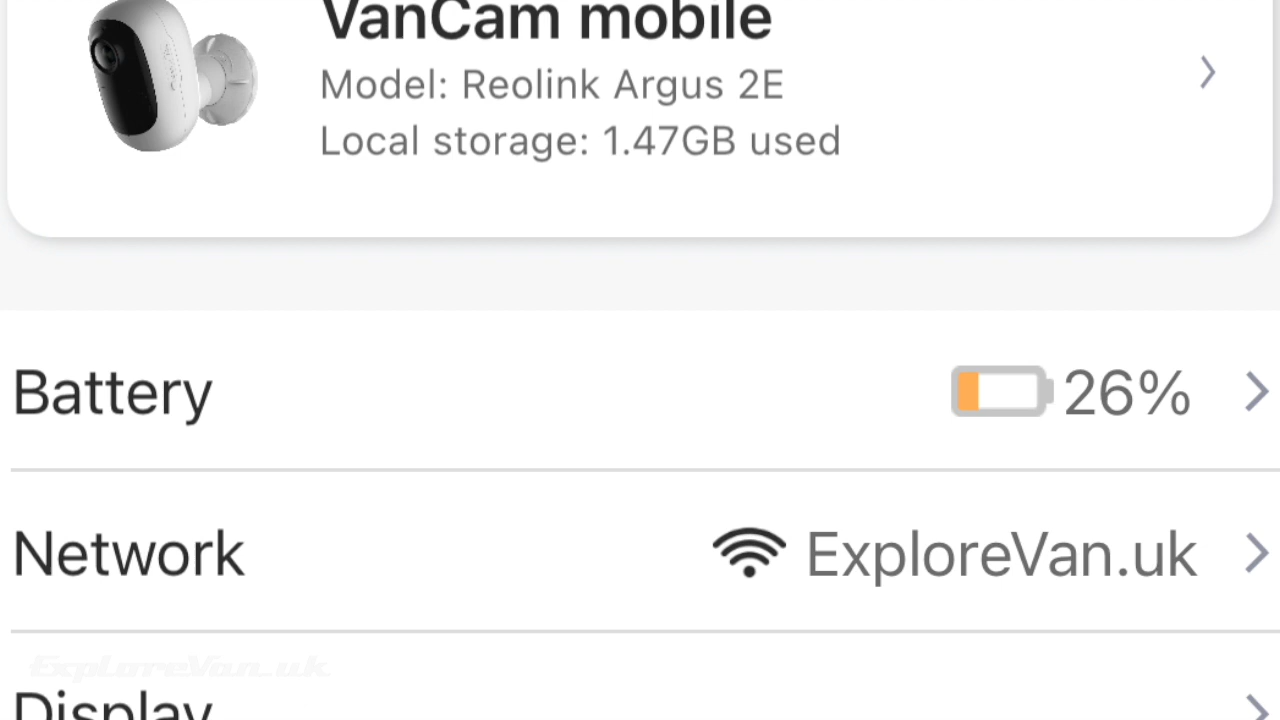 VanCam mobile
Model: Reolink Argus 2E
Local storage: 1.47GB used
Battery 26%
Network ExploreVan.uk
ExploreVan.uk
Display